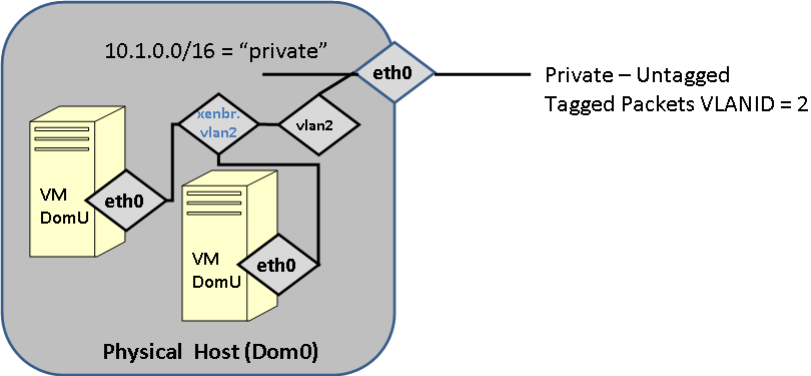 10.1.0.0/16 = “private”
eth0
Private – Untagged
Tagged Packets VLANID = 2
xenbr.
vlan2
vlan2
VM
DomU
eth0
VM
DomU
eth0
Physical Host (Dom0)